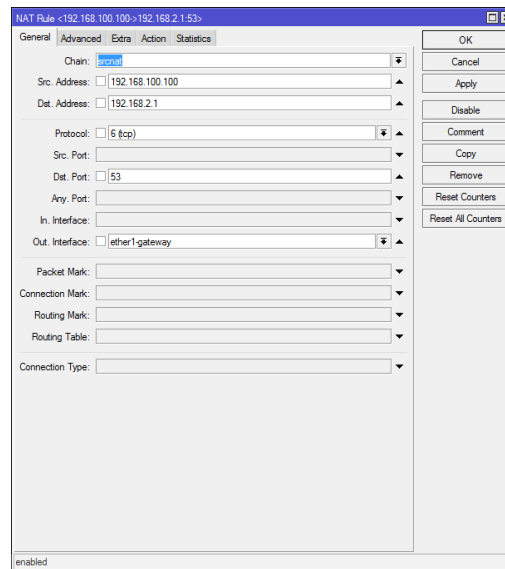 NAT Rule <192.168.100.100->192.168.2.1:53>
General Advanced Extra Action Statistics
Chain: srcnat
Src. Address: 192.168.100.100
Dst. Address: 192.168.2.1
Protocol: 6 (tcp)
Src. Port:
Dst. Port: 53
Any. Port:
In. Interface:
Out. Interface: ether1-gateway
Packet Mark:
Connection Mark:
Routing Mark:
Routing Table:
Connection Type:
OK
Cancel
Apply
Disable
Comment
Copy
Remove
Reset Counters
Reset All Counters
enabled